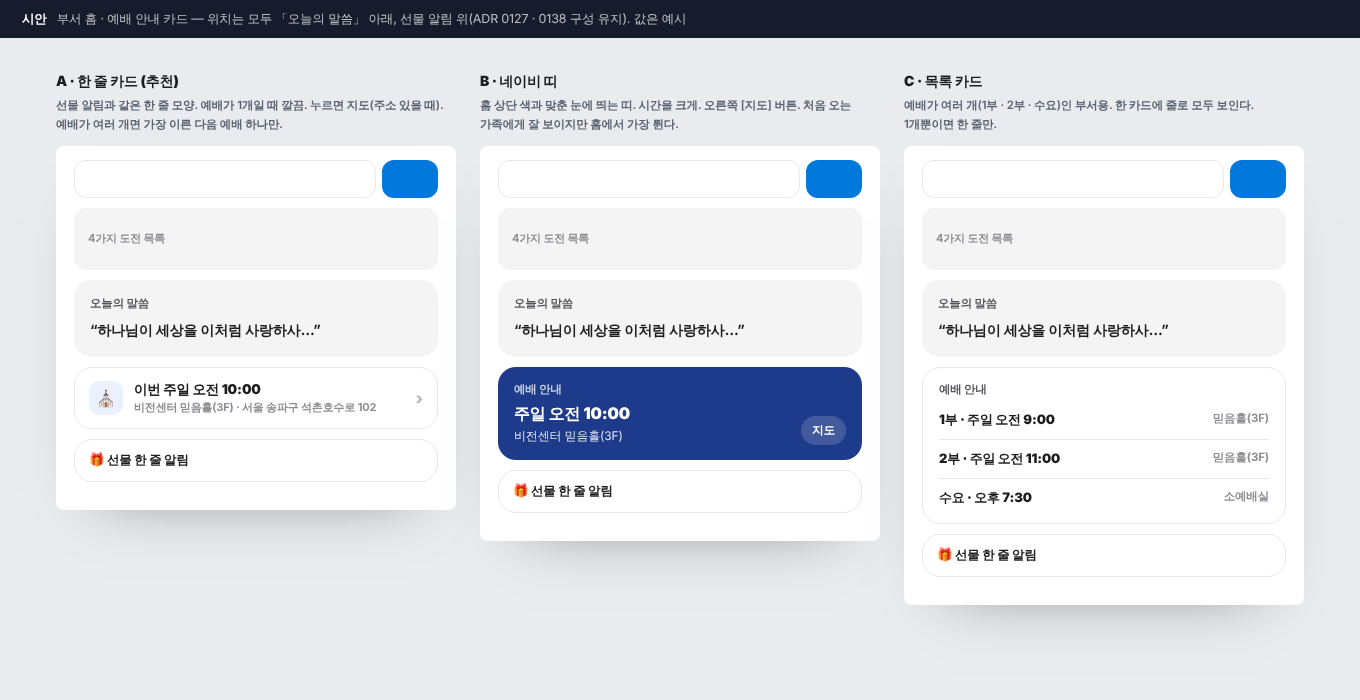 시안 부서 홈 · 예배 안내 카드 — 위치는 모두 「오늘의 말씀」 아래, 선물 알림 위(ADR 0127 · 0138 구성 유지). 값은 예시
A · 한 줄 카드 (추천)
선물 알림과 같은 한 줄 모양. 예배가 1개일 때 깔끔. 누르면 지도(주소 있을 때).
예배가 여러 개면 가장 이른 다음 예배 하나만.
4가지 도전 목록
오늘의 말씀
“하나님이 세상을 이처럼 사랑하사…”
이번 주일 오전 10:00
비전센터 믿음홀(3F) · 서울 송파구 석촌호수로 102
›
🎁 선물 한 줄 알림
B · 네이비 띠
홈 상단 색과 맞춘 눈에 띄는 띠. 시간을 크게. 오른쪽 [지도] 버튼. 처음 오는
가족에게 잘 보이지만 홈에서 가장 튄다.
4가지 도전 목록
오늘의 말씀
“하나님이 세상을 이처럼 사랑하사…”
예배 안내
주일 오전 10:00
비전센터 믿음홀(3F)
지도
🎁 선물 한 줄 알림
C · 목록 카드
예배가 여러 개(1부 · 2부 · 수요)인 부서용. 한 카드에 줄로 모두 보인다.
1개뿐이면 한 줄만.
4가지 도전 목록
오늘의 말씀
“하나님이 세상을 이처럼 사랑하사…”
예배 안내
1부 · 주일 오전 9:00 믿음홀(3F)
2부 · 주일 오전 11:00 믿음홀(3F)
수요 · 오후 7:30 소예배실
🎁 선물 한 줄 알림